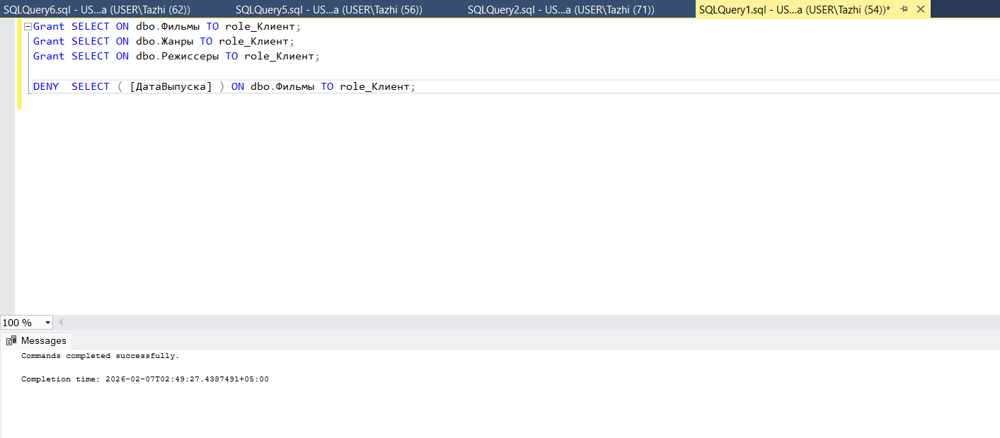 SQLQuery6.sql - US...a (USER\Tazhi (62)) SQLQuery5.sql - US...a (USER\Tazhi (56)) SQLQuery2.sql - US...a (USER\Tazhi (71)) SQLQuery1.sql - US...a (USER\Tazhi (54))*
Grant SELECT ON dbo.Фильмы TO role_Клиент;
Grant SELECT ON dbo.Жанры TO role_Клиент;
Grant SELECT ON dbo.Режиссеры TO role_Клиент;
DENY  SELECT ( [ДатаВыпуска] ) ON dbo.Фильмы TO role_Клиент;
100 %
Messages
Commands completed successfully.
Completion time: 2026-02-07T02:49:27.4387491+05:00